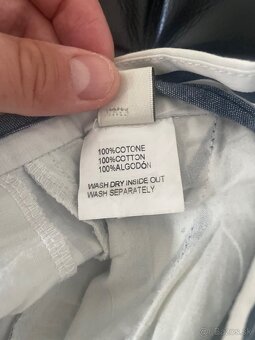 100%COTONE
100%COTTON
100%ALGODÓN
WASH DRY INSIDE OUT
WASH SEPARATELY